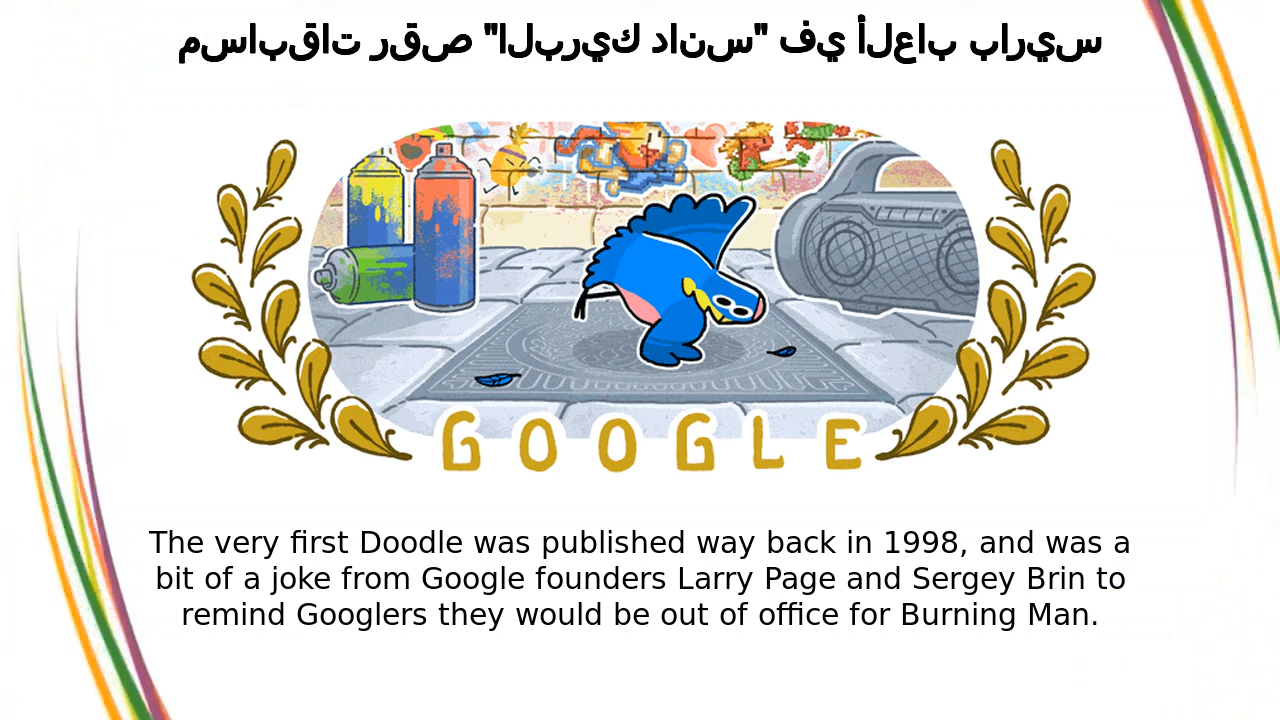 مسابقات رقص "البريك دانس" في ألعاب باريس
GOOGLE
The very first Doodle was published way back in 1998, and was a
bit of a joke from Google founders Larry Page and Sergey Brin to
remind Googlers they would be out of office for Burning Man.